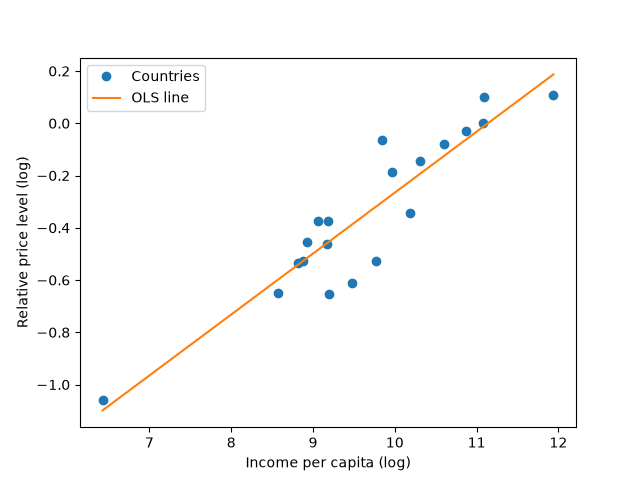 Countries
OLS line
0.2
0.0
−0.2
−0.4
−0.6
−0.8
−1.0
Relative price level (log)
7 8 9 10 11 12
Income per capita (log)